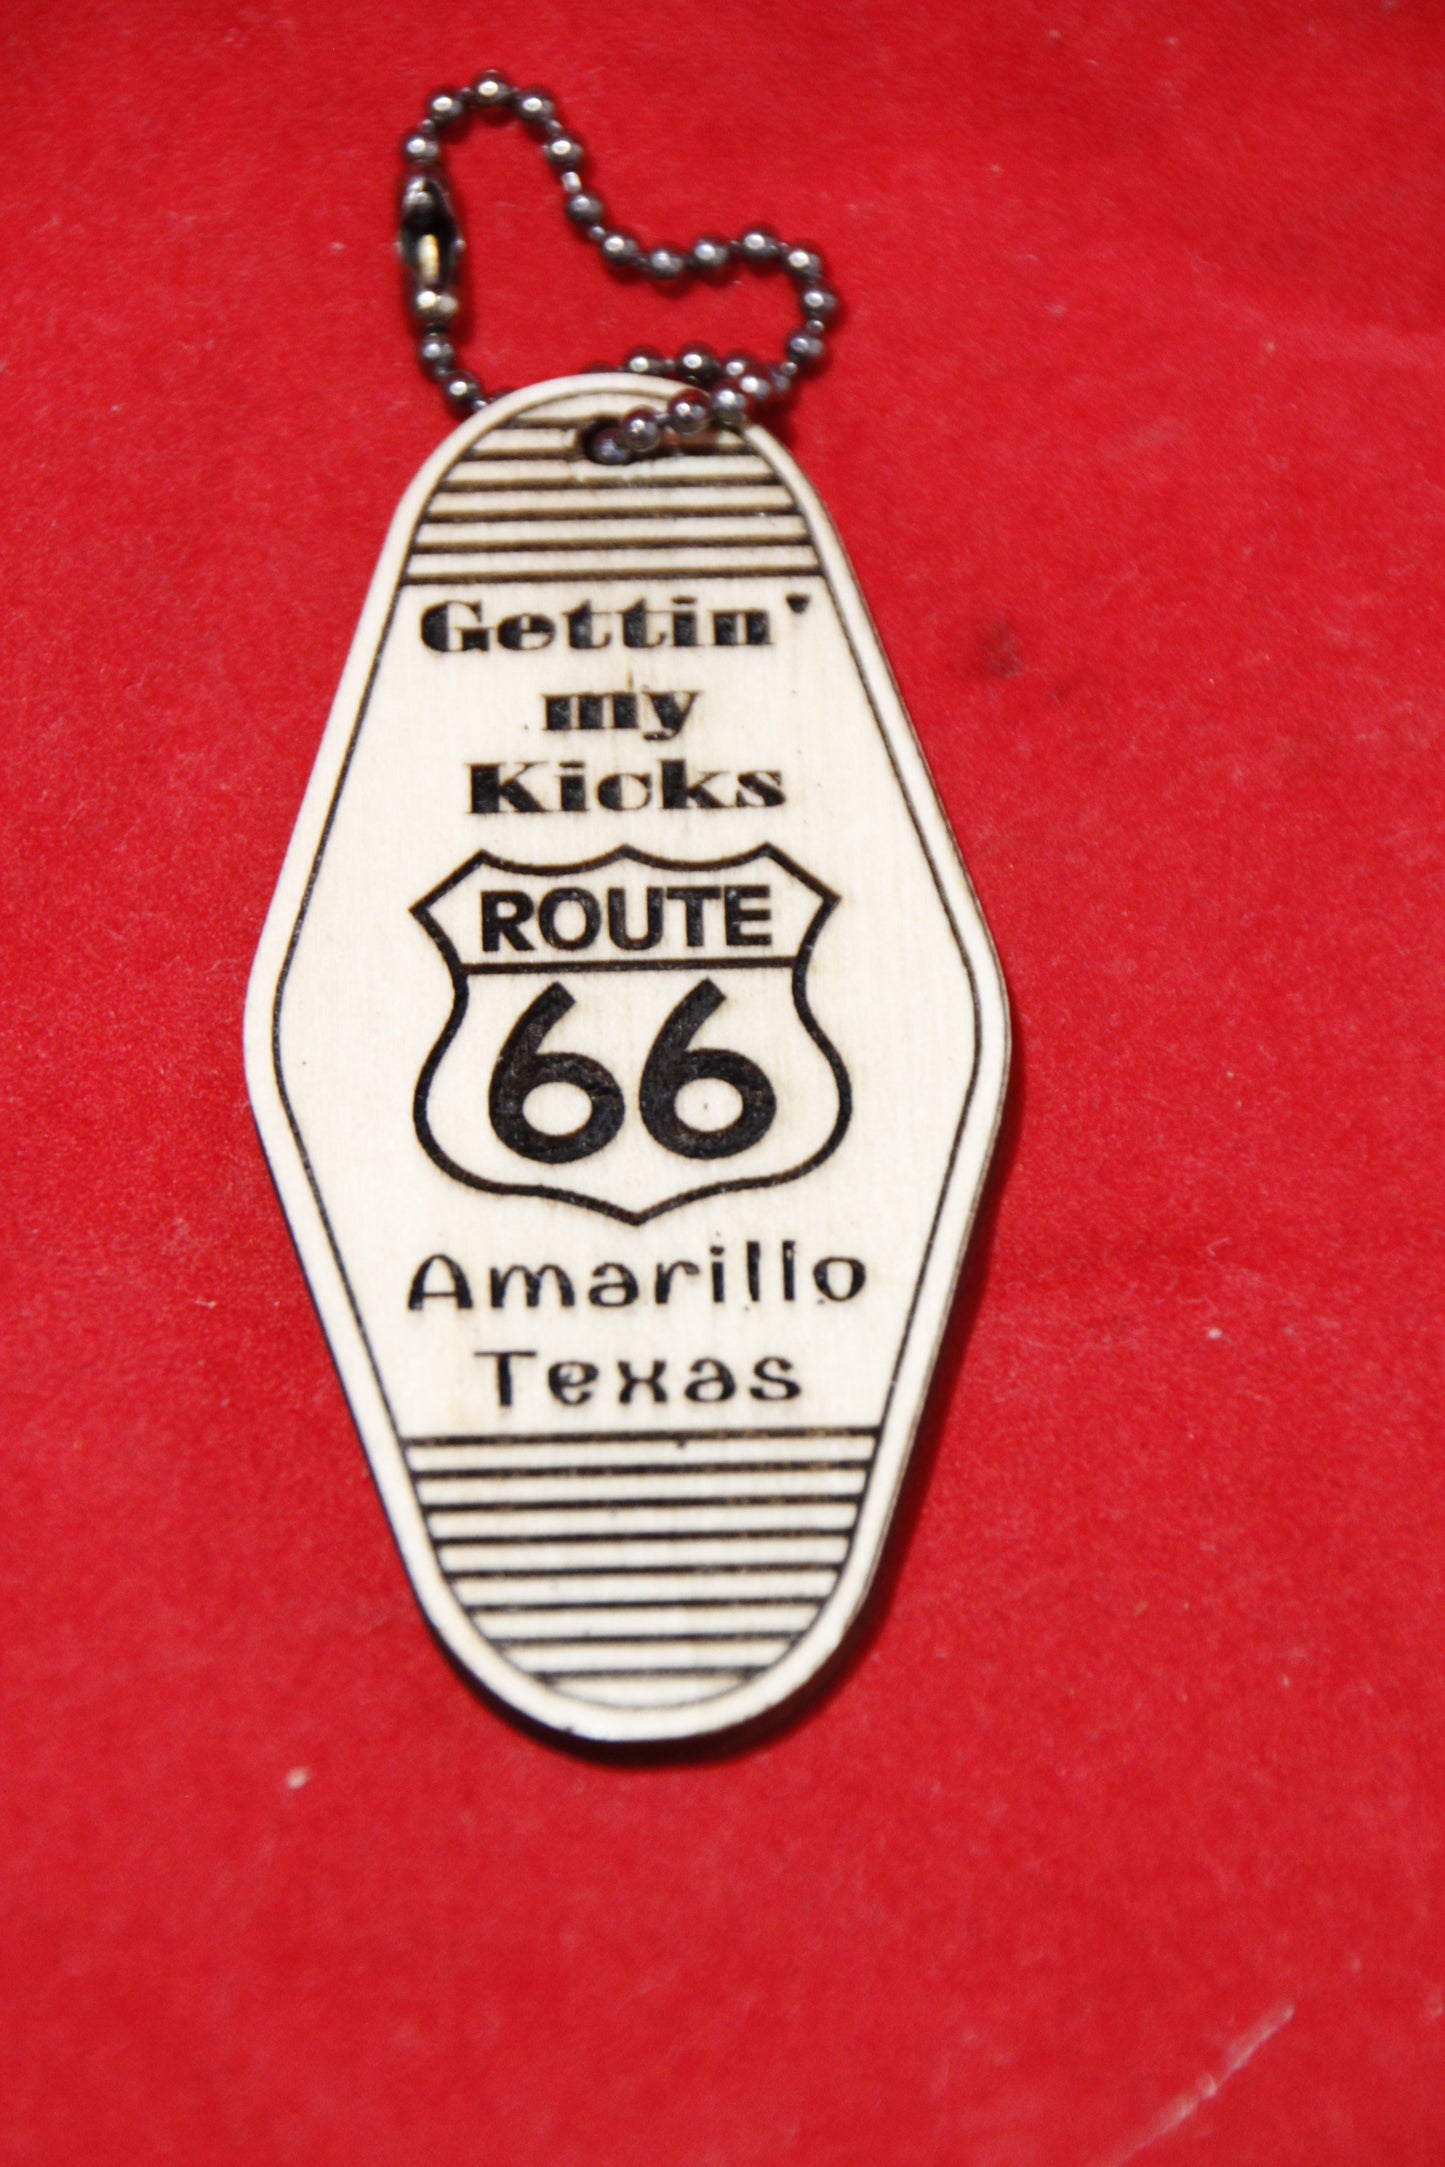 Gettin'
my
Kicks
ROUTE
66
Amarillo
Texas